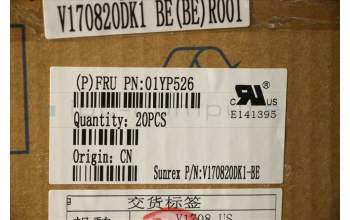 V170820DK1 BE(BE)R001
(P)FRU PN:01YP526
C US
Quantity: 20PCS
E141395
Origin: CN
Sunrex P/N:V170820DK1-BE
交货标签
V1708 US